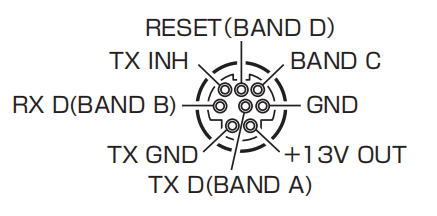 RESET(BAND D)
TX INH
BAND C
RX D(BAND B)
GND
TX GND
+13V OUT
TX D(BAND A)